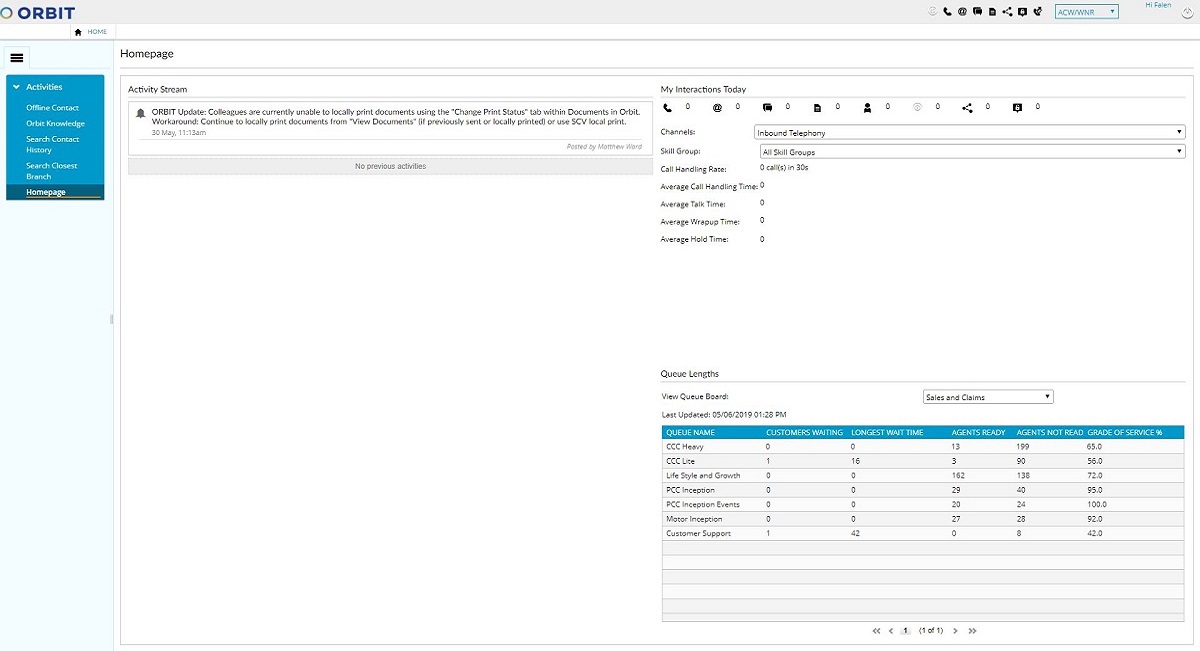 ORBIT
ACW/WNR
Hi Falen
HOME
Homepage
Activities
Offline Contact
Orbit Knowledge
Search Contact
History
Search Closest
Branch
Homepage
Activity Stream
ORBIT Update: Colleagues are currently unable to locally print documents using the "Change Print Status" tab within Documents in Orbit.
Workaround: Continue to locally print documents from "View Documents" (if previously sent or locally printed) or use SCV local print.
30 May, 11:13am
Posted by Matthew Word
No previous activities
My Interactions Today
0 0 0 0 0 0 0 0
Channels: Inbound Telephony
Skill Group: All Skill Groups
Call Handling Rate: 0 call(s) in 30s
Average Call Handling Time: 0
Average Talk Time: 0
Average Wrapup Time: 0
Average Hold Time: 0
Queue Lengths
View Queue Board: Sales and Claims
Last Updated: 05/06/2019 01:28 PM
QUEUE NAME CUSTOMERS WAITING LONGEST WAIT TIME AGENTS READY AGENTS NOT READ GRADE OF SERVICE %
CCC Heavy 0 0 13 199 65.0
CCC Lite 1 16 3 90 56.0
Life Style and Growth 0 0 162 138 72.0
PCC Inception 0 0 29 40 95.0
PCC Inception Events 0 0 20 24 100.0
Motor Inception 0 0 27 28 92.0
Customer Support 1 42 0 8 42.0
1 (1 of 1)